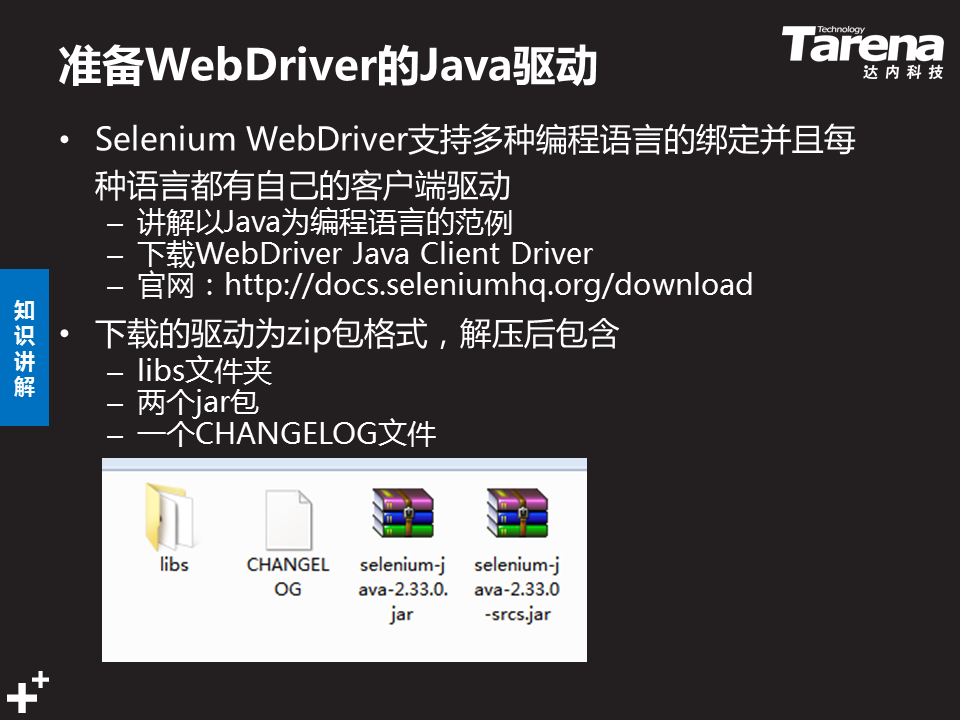 准备WebDriver的Java驱动
Technology
Tarena
达内科技
• Selenium WebDriver支持多种编程语言的绑定并且每
种语言都有自己的客户端驱动
– 讲解以Java为编程语言的范例
– 下载WebDriver Java Client Driver
– 官网：http://docs.seleniumhq.org/download
知识讲解
• 下载的驱动为zip包格式，解压后包含
– libs文件夹
– 两个jar包
– 一个CHANGELOG文件
libs
CHANGEL
OG
selenium-j
ava-2.33.0.
jar
selenium-j
ava-2.33.0
-srcs.jar